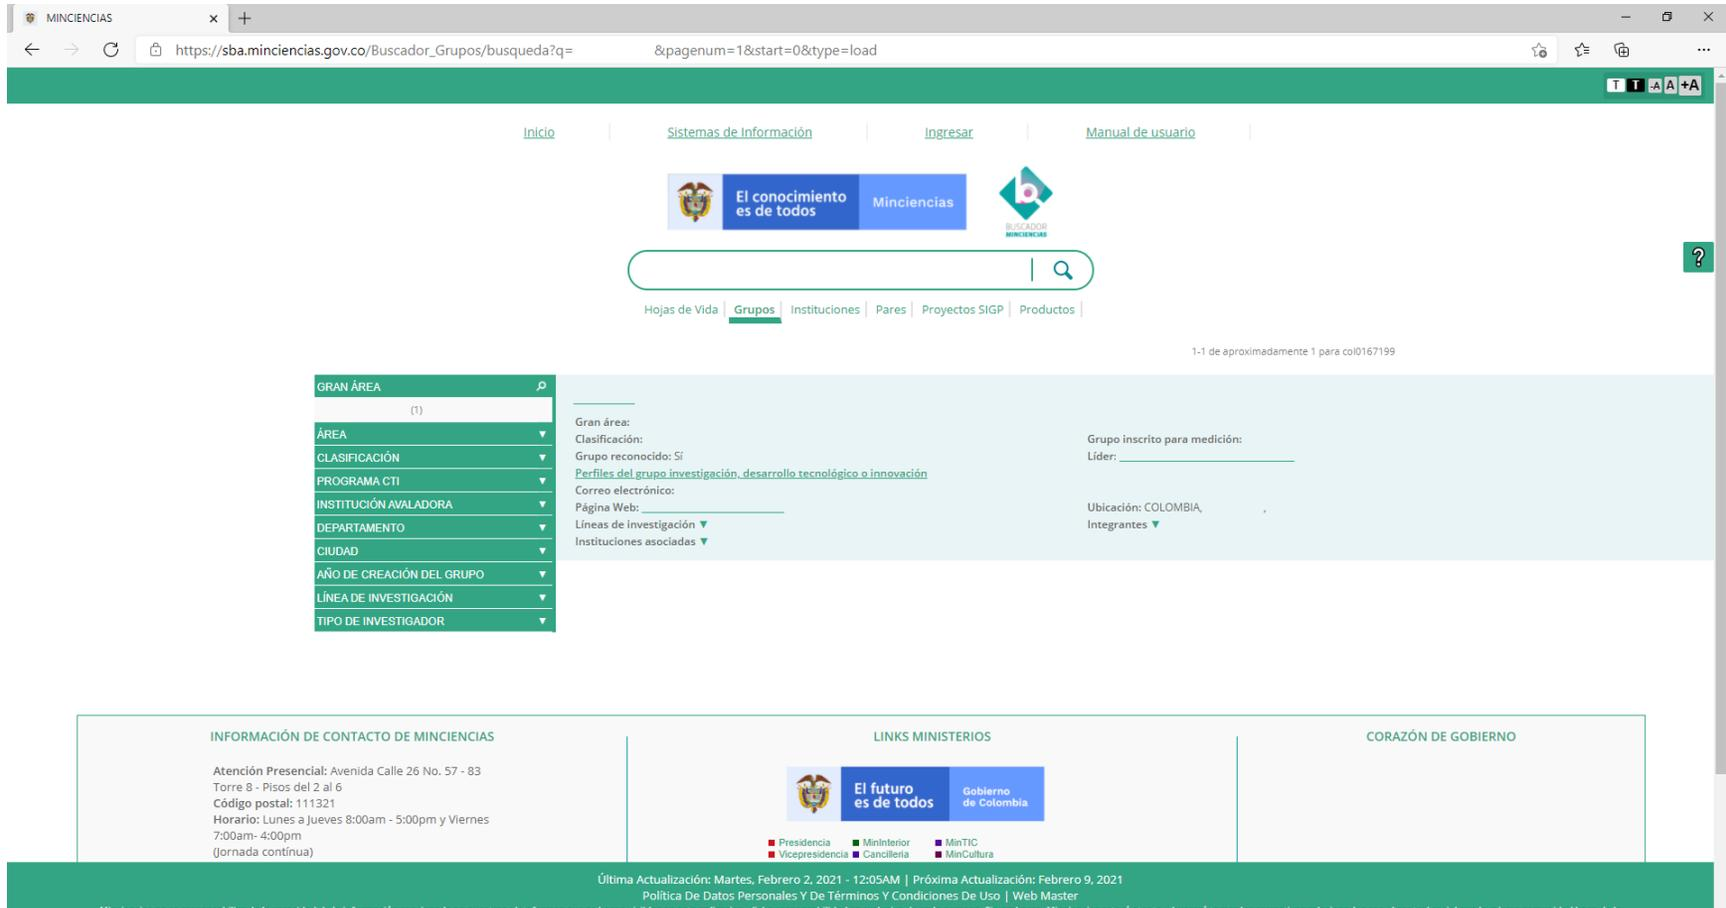 MINCIENCIAS
https://sba.minciencias.gov.co/Buscador_Grupos/busqueda?q= &pagenum=1&start=0&type=load
T T -A A +A
Inicio Sistemas de Información Ingresar Manual de usuario
El conocimiento
es de todos
Minciencias
BUSCADOR
MINCIENCIAS
?
Hojas de Vida Grupos Instituciones Pares Proyectos SIGP Productos
1-1 de aproximadamente 1 para col0167199
GRAN ÁREA
(1)
ÁREA
CLASIFICACIÓN
PROGRAMA CTI
INSTITUCIÓN AVALADORA
DEPARTAMENTO
CIUDAD
AÑO DE CREACIÓN DEL GRUPO
LÍNEA DE INVESTIGACIÓN
TIPO DE INVESTIGADOR
Gran área:
Clasificación: Grupo inscrito para medición:
Grupo reconocido: Sí Líder:
Perfiles del grupo investigación, desarrollo tecnológico o innovación
Correo electrónico:
Página Web: Ubicación: COLOMBIA, ,
Líneas de investigación ▼ Integrantes ▼
Instituciones asociadas ▼
INFORMACIÓN DE CONTACTO DE MINCIENCIAS
Atención Presencial: Avenida Calle 26 No. 57 - 83
Torre 8 - Pisos del 2 al 6
Código postal: 111321
Horario: Lunes a Jueves 8:00am - 5:00pm y Viernes
7:00am- 4:00pm
(Jornada contínua)
LINKS MINISTERIOS
El futuro
es de todos
Gobierno
de Colombia
Presidencia MinInterior MinTIC
Vicepresidencia Cancilleria MinCultura
CORAZÓN DE GOBIERNO
Última Actualización: Martes, Febrero 2, 2021 - 12:05AM | Próxima Actualización: Febrero 9, 2021
Política De Datos Personales Y De Términos Y Condiciones De Uso | Web Master